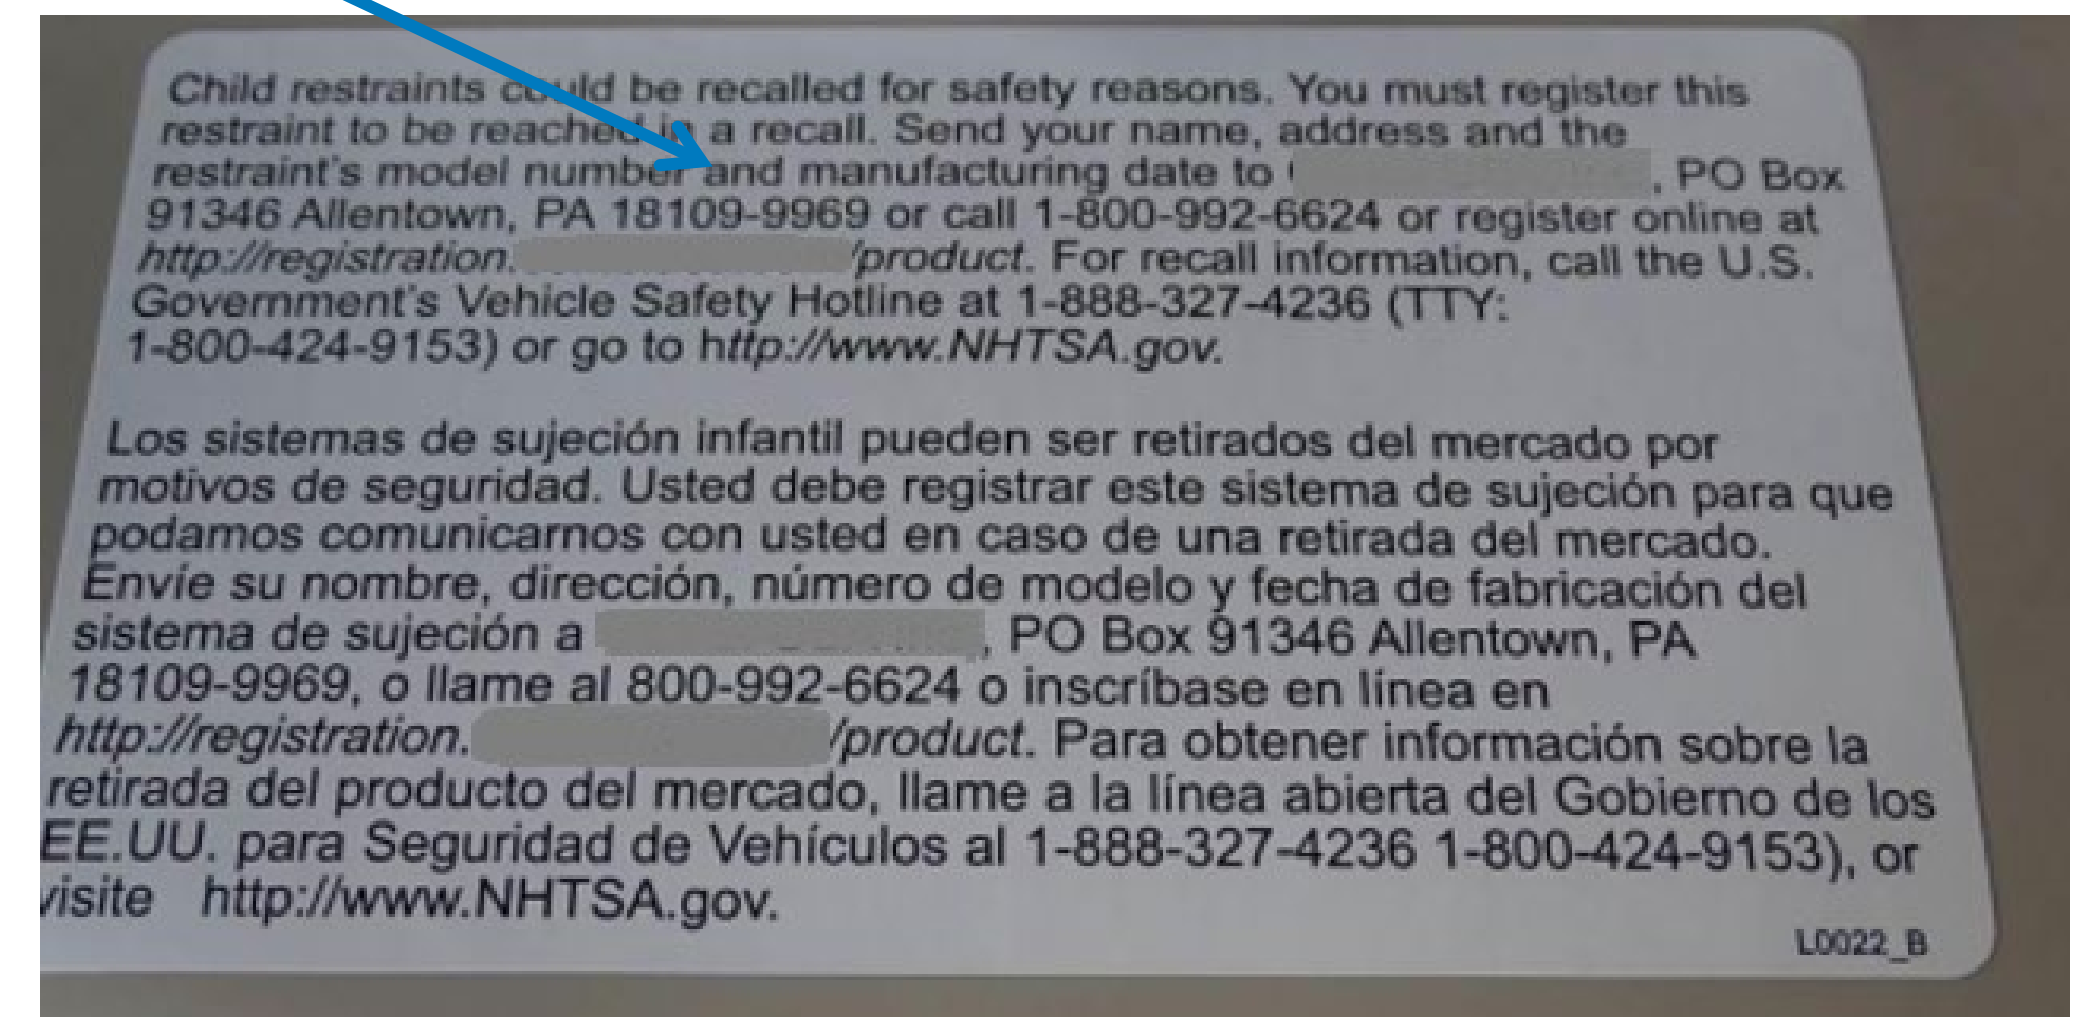 Child restraints could be recalled for safety reasons. You must register this
restraint to be reached in a recall. Send your name, address and the
restraint's model number and manufacturing date to , PO Box
91346 Allentown, PA 18109-9969 or call 1-800-992-6624 or register online at
http://registration. /product. For recall information, call the U.S.
Government's Vehicle Safety Hotline at 1-888-327-4236 (TTY:
1-800-424-9153) or go to http://www.NHTSA.gov.
Los sistemas de sujeción infantil pueden ser retirados del mercado por
motivos de seguridad. Usted debe registrar este sistema de sujeción para que
podamos comunicarnos con usted en caso de una retirada del mercado.
Envíe su nombre, dirección, número de modelo y fecha de fabricación del
sistema de sujeción a , PO Box 91346 Allentown, PA
18109-9969, o llame al 800-992-6624 o inscríbase en línea en
http://registration. /product. Para obtener información sobre la
retirada del producto del mercado, llame a la línea abierta del Gobierno de los
EE.UU. para Seguridad de Vehículos al 1-888-327-4236 1-800-424-9153), or
visite http://www.NHTSA.gov.
L0022_B